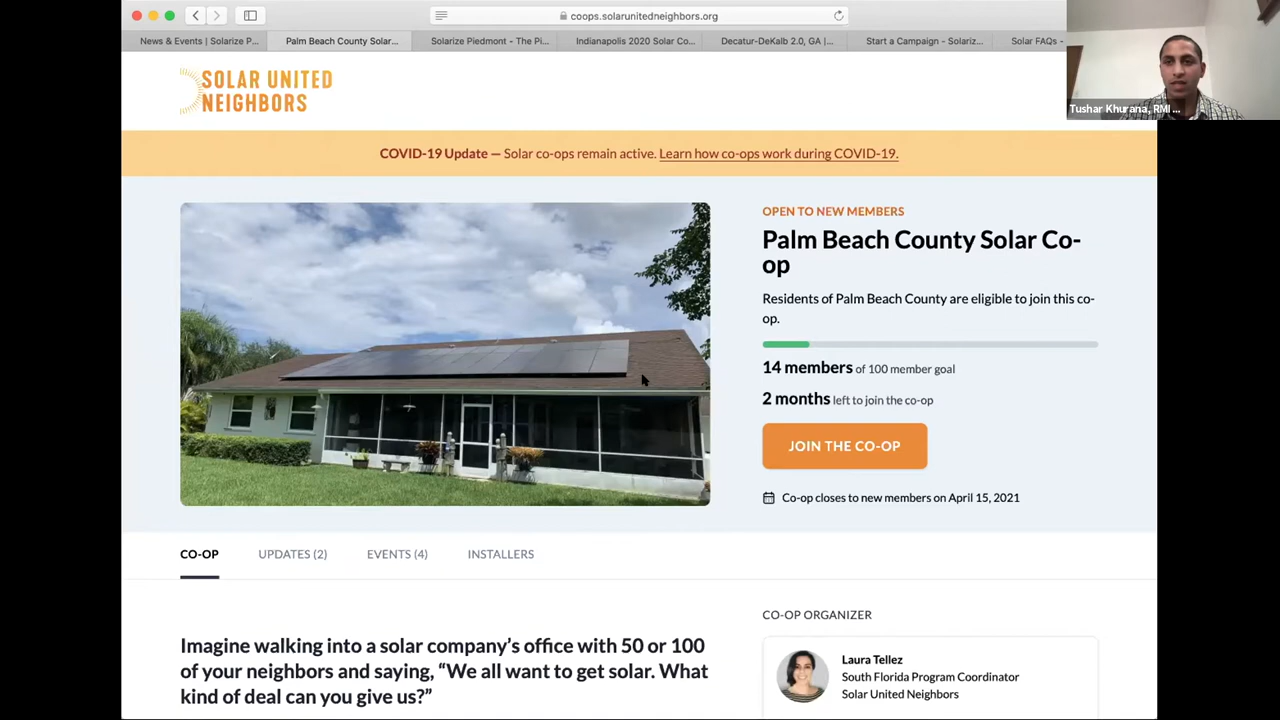 coops.solarunitedneighbors.org
News & Events | Solarize P...
Palm Beach County Solar...
Solarize Piedmont - The Pi...
Indianapolis 2020 Solar Co...
Decatur-DeKalb 2.0, GA |...
Start a Campaign - Solariz...
Solar FAQs -
Tushar Khurana, RMI ...
SOLAR UNITED
NEIGHBORS
COVID-19 Update — Solar co-ops remain active. Learn how co-ops work during COVID-19.
OPEN TO NEW MEMBERS
Palm Beach County Solar Co-
op
Residents of Palm Beach County are eligible to join this co-
op.
14 members of 100 member goal
2 months left to join the co-op
JOIN THE CO-OP
Co-op closes to new members on April 15, 2021
CO-OP
UPDATES (2)
EVENTS (4)
INSTALLERS
Imagine walking into a solar company's office with 50 or 100
of your neighbors and saying, “We all want to get solar. What
kind of deal can you give us?”
CO-OP ORGANIZER
Laura Tellez
South Florida Program Coordinator
Solar United Neighbors